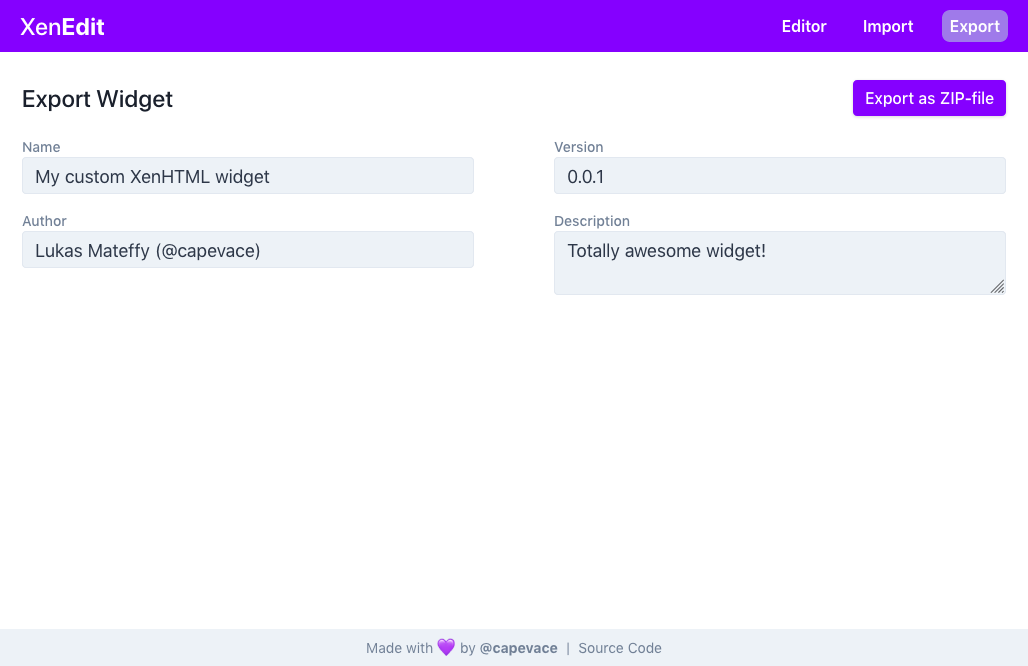 XenEdit Editor Import Export
Export Widget Export as ZIP-file
Name Version
My custom XenHTML widget 0.0.1
Author Description
Lukas Mateffy (@capevace) Totally awesome widget!
Made with 💜 by @capevace | Source Code